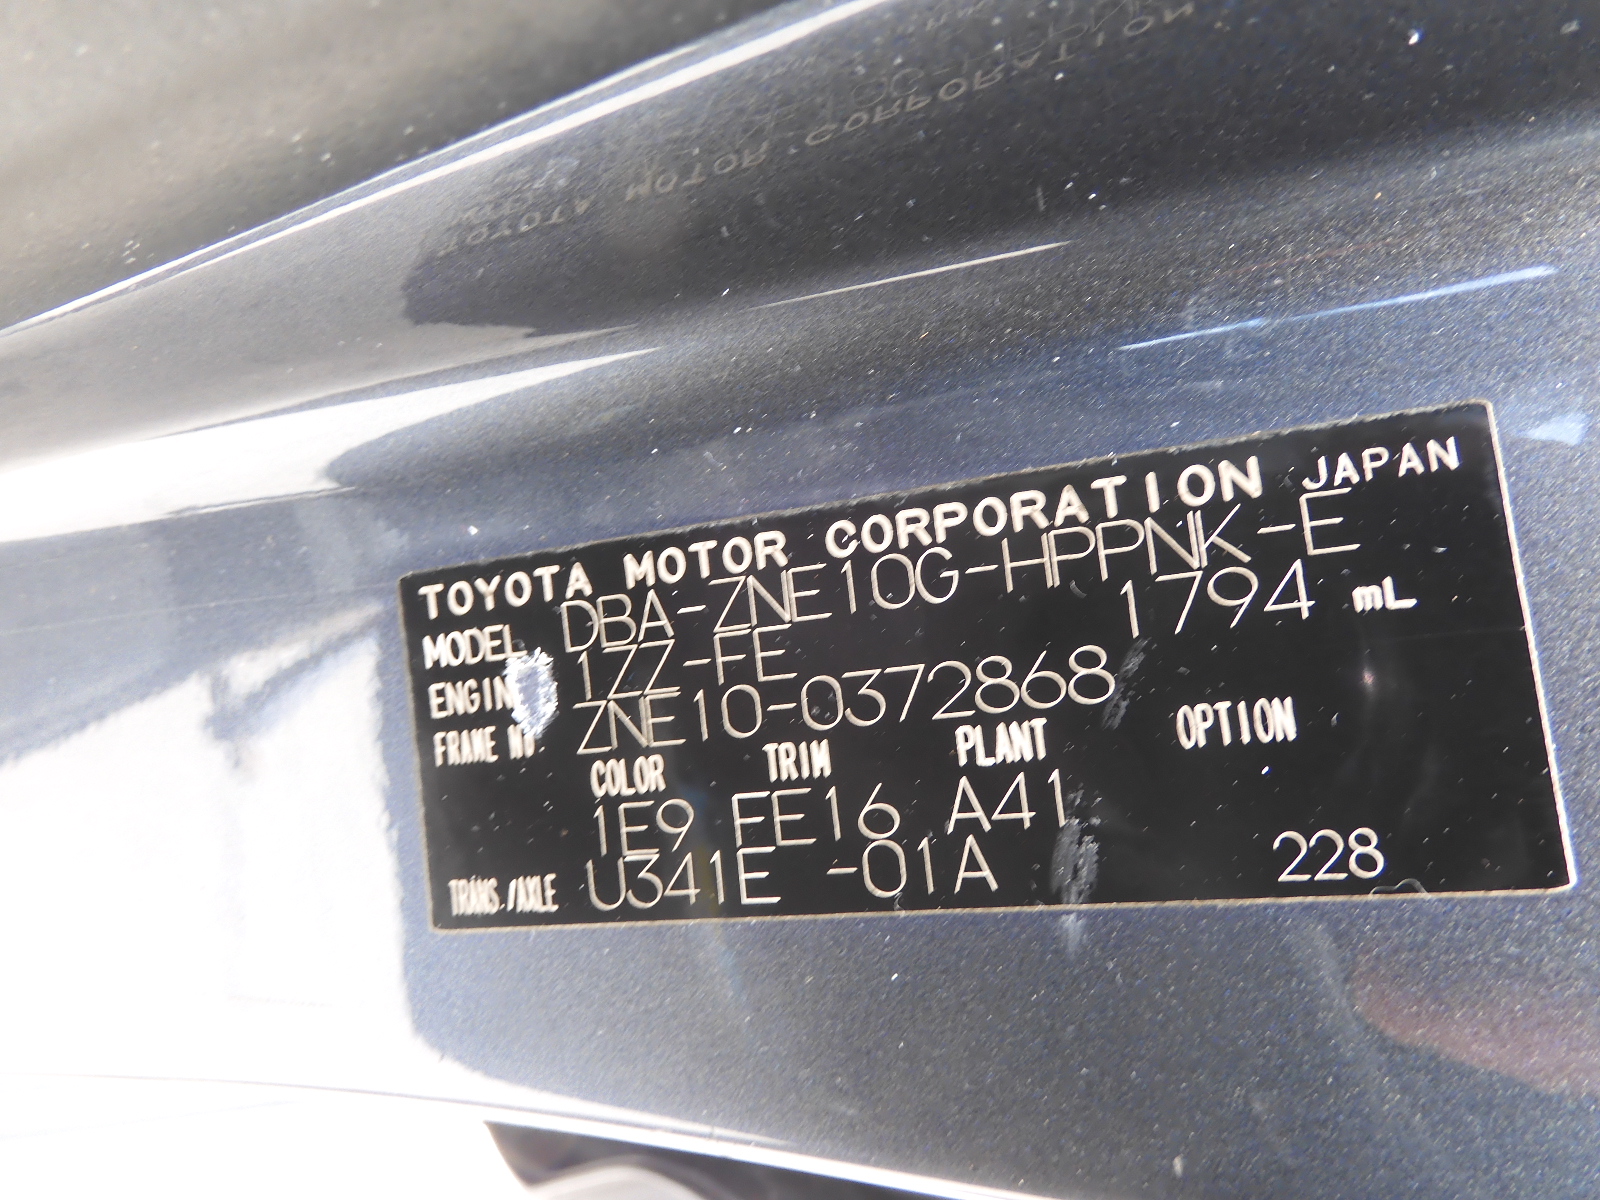 TOYOTA MOTOR CORPORATION JAPAN
MODEL DBA-ZNE10G-HPPNK-E
ENGIN 1ZZ-FE 1794 mL
FRAME NO. ZNE10-0372868
COLOR TRIM PLANT OPTION
1E9 FE16 A41
TRANS./AXLE U341E -01A 228